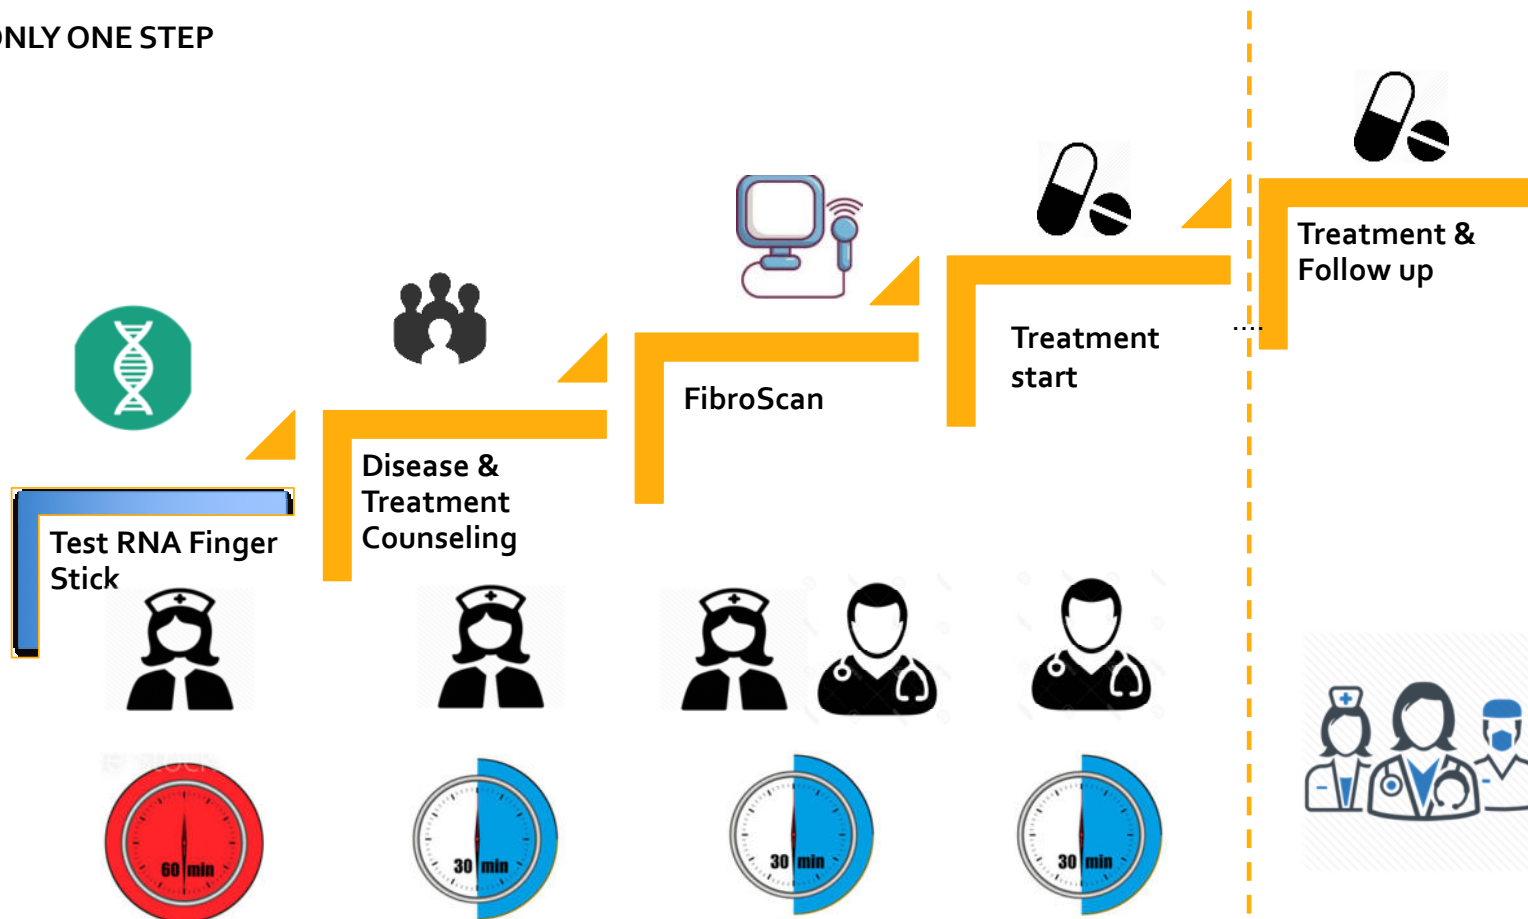 ONLY ONE STEP
Treatment &
Follow up
Treatment
start
....
FibroScan
Disease &
Treatment
Counseling
Test RNA Finger
Stick
60 min
30 min
30 min
30 min